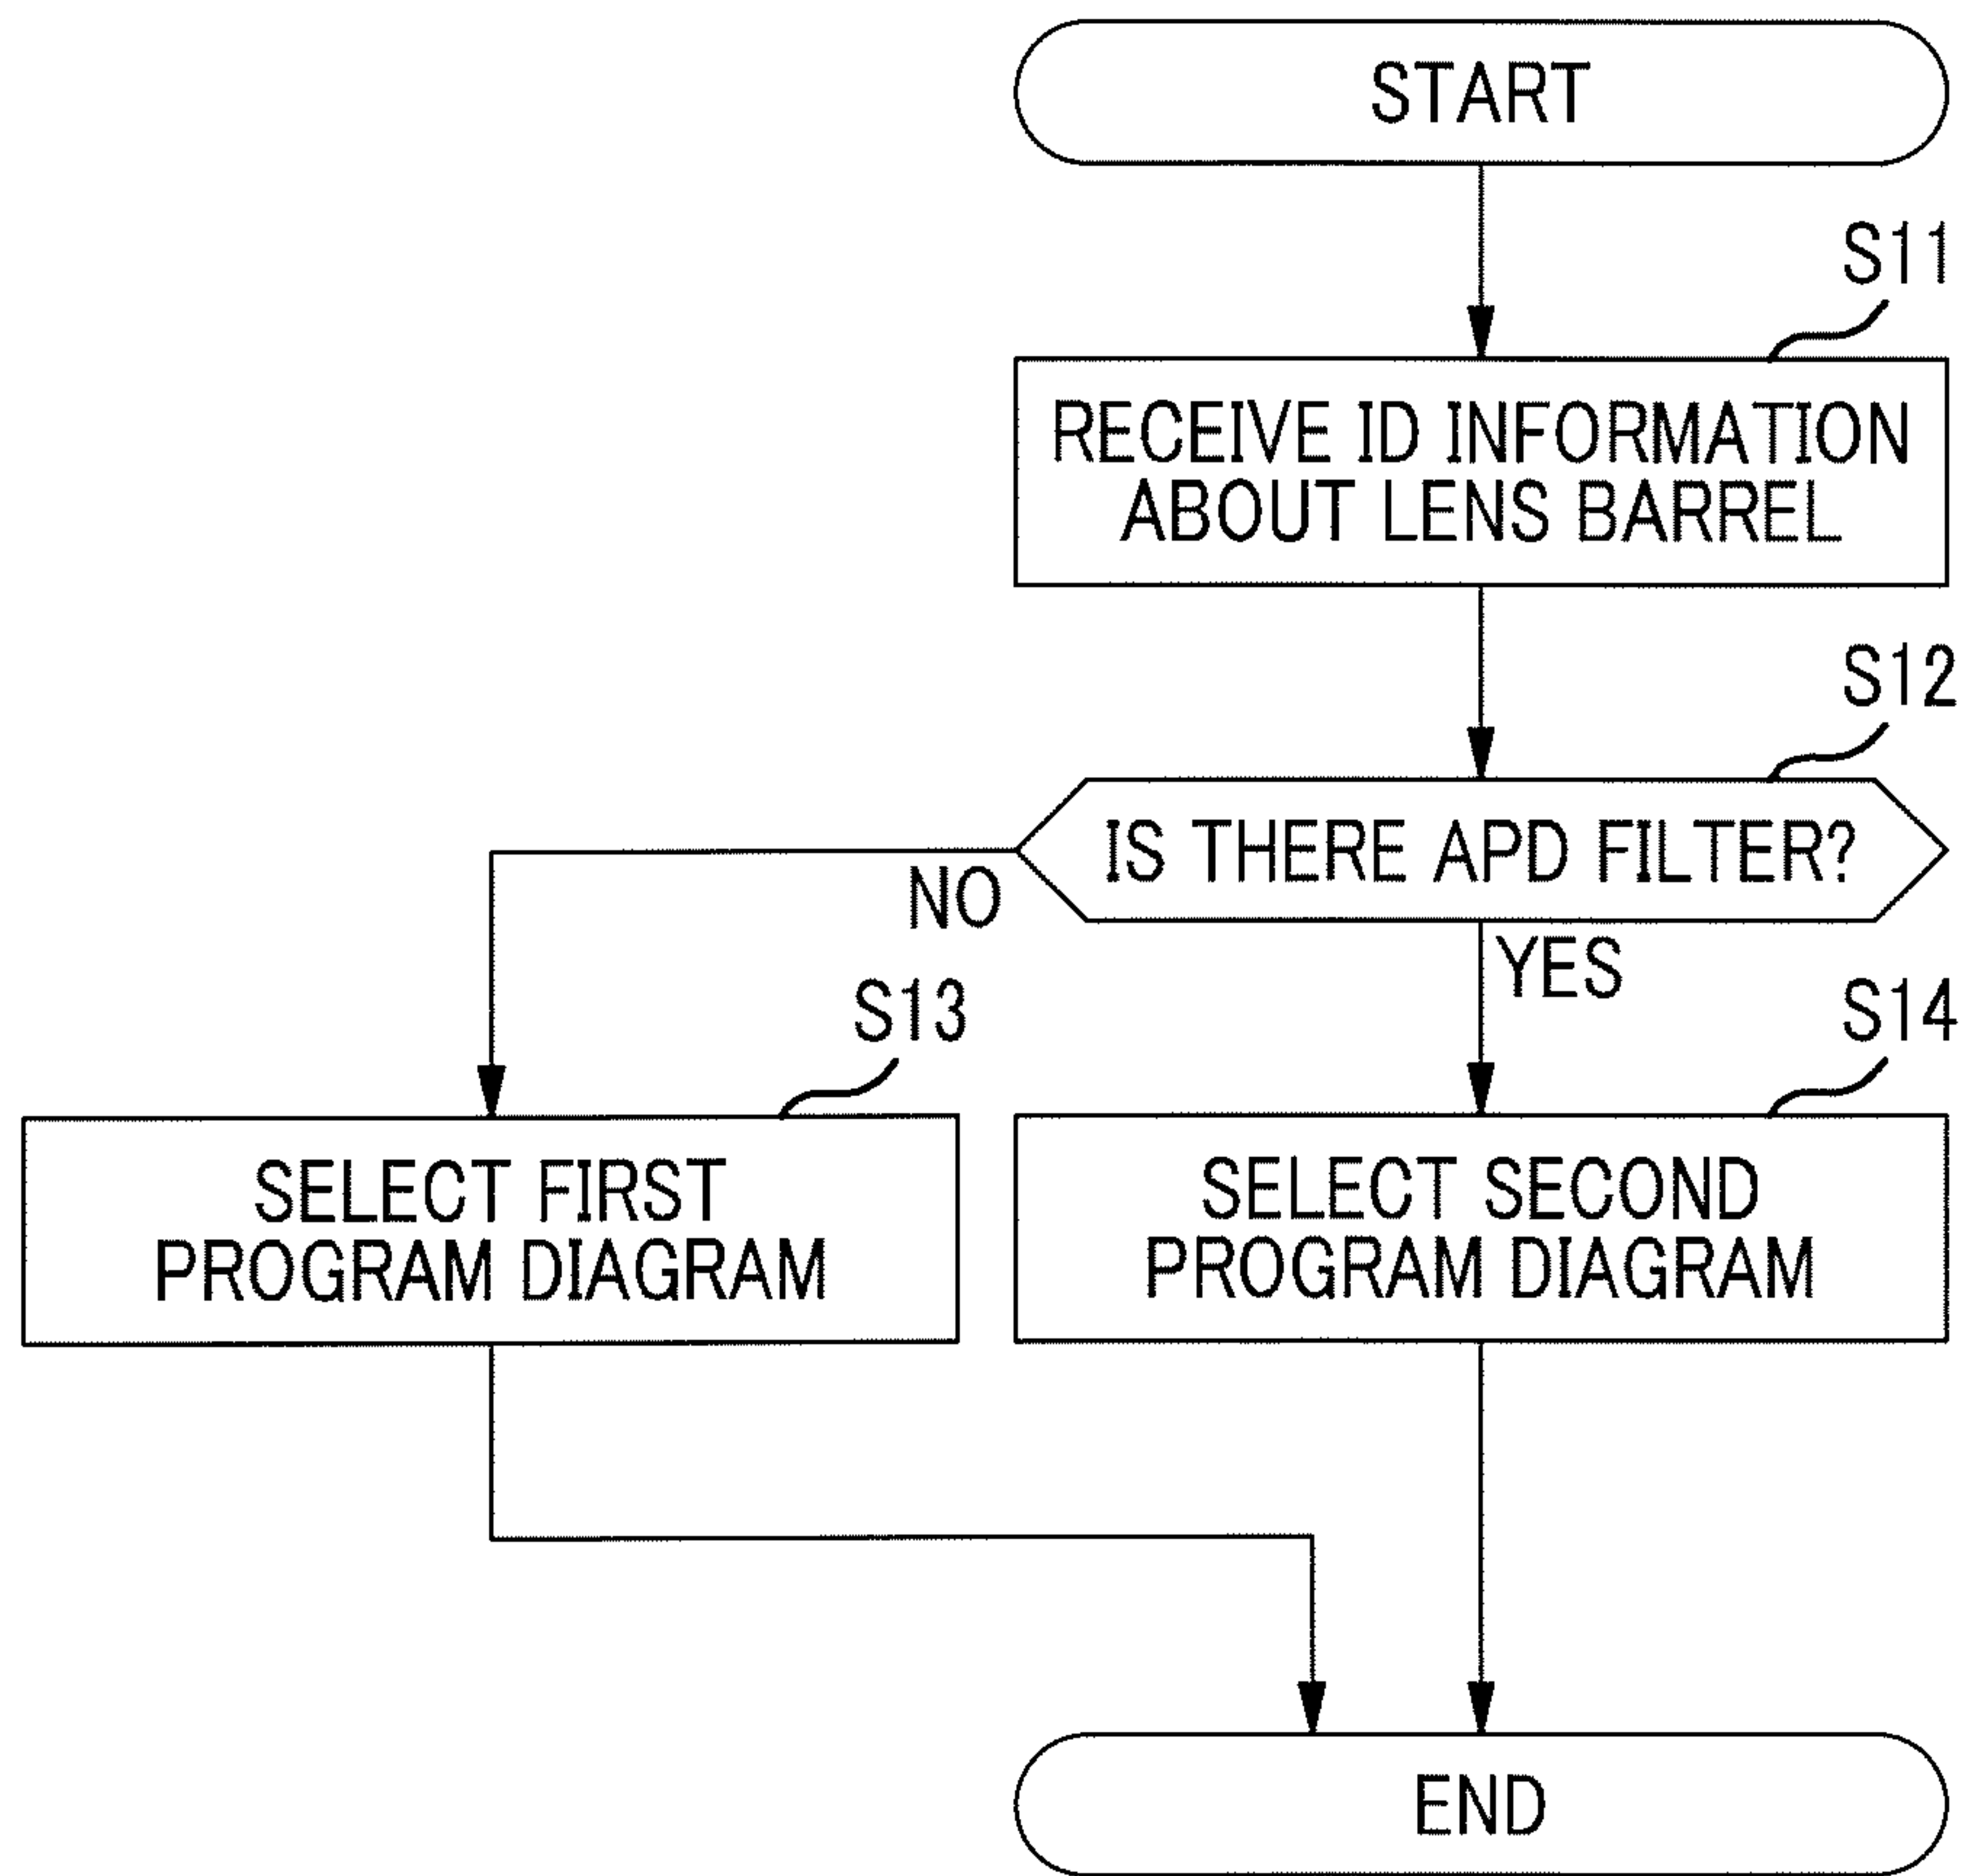 START
S11
RECEIVE ID INFORMATION
ABOUT LENS BARREL
S12
IS THERE APD FILTER?
NO
YES
S13
SELECT FIRST
PROGRAM DIAGRAM
S14
SELECT SECOND
PROGRAM DIAGRAM
END